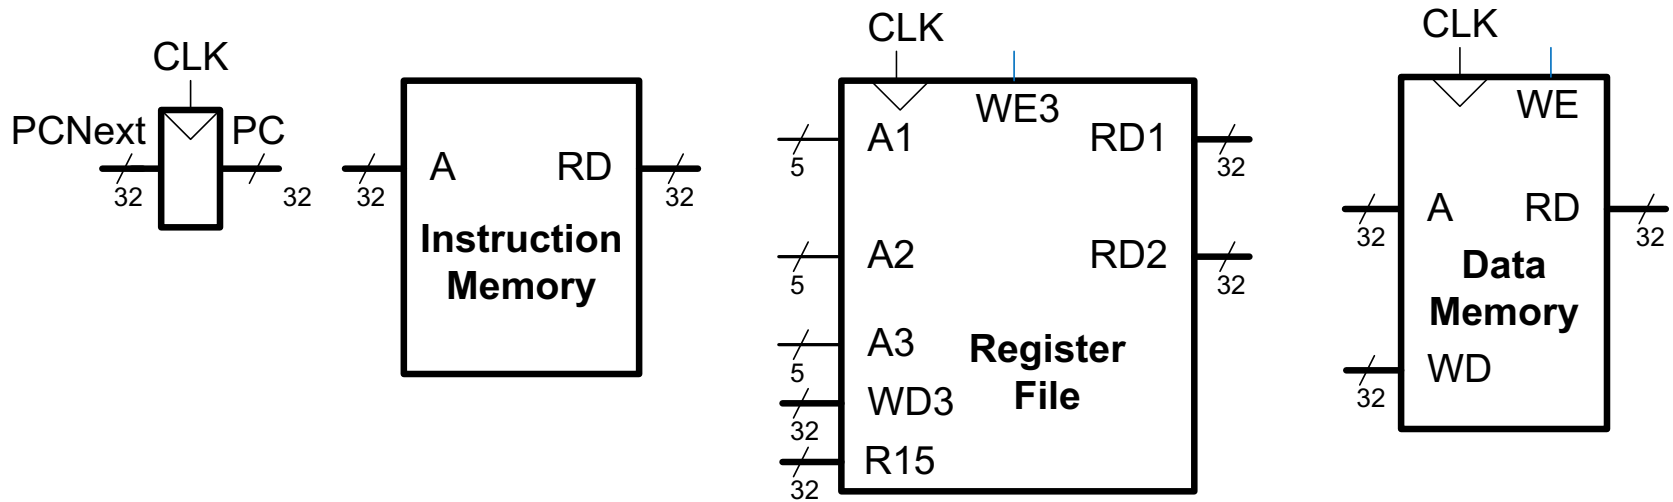 CLK
PCNext
PC
32
32
A
RD
32
32
Instruction
Memory
CLK
WE3
A1
RD1
5
32
A2
RD2
5
32
A3
5
WD3
32
R15
32
Register
File
CLK
WE
A
RD
32
32
Data
Memory
WD
32